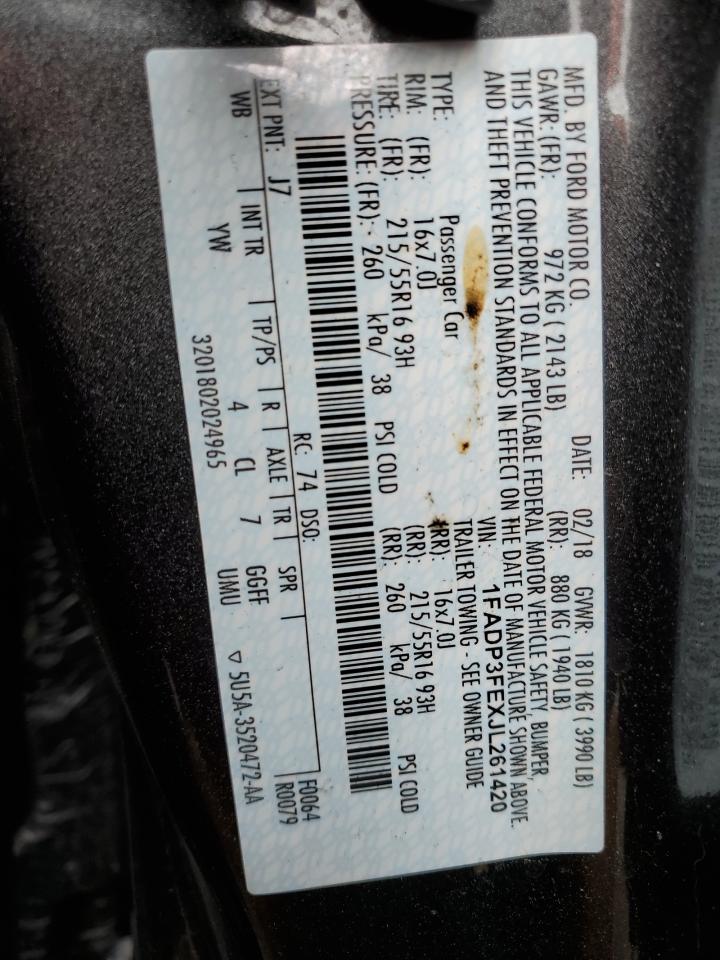 MFD. BY FORD MOTOR CO. DATE: 02/18 GVWR: 1810 KG ( 3990 LB)
GAWR: (FR): 972 KG ( 2143 LB) (RR): 880 KG ( 1940 LB)
THIS VEHICLE CONFORMS TO ALL APPLICABLE FEDERAL MOTOR VEHICLE SAFETY, BUMPER,
AND THEFT PREVENTION STANDARDS IN EFFECT ON THE DATE OF MANUFACTURE SHOWN ABOVE.
VIN: 1FADP3FEXJL261420
TYPE: Passenger Car TRAILER TOWING - SEE OWNER GUIDE
RIM: (FR): 16x7.0J (RR): 16x7.0J
TIRE: (FR): 215/55R16 93H (RR): 215/55R16 93H
PRESSURE: (FR): 260 kPa/ 38 PSI COLD (RR): 260 kPa/ 38 PSI COLD
EXT PNT: J7 RC: 74 DSO: F0064
WB INT TR TP/PS R AXLE TR SPR R0079
YW 4 CL 7 GGFF
UMU
3201802024965 ▽ 5U5A-3520472-AA